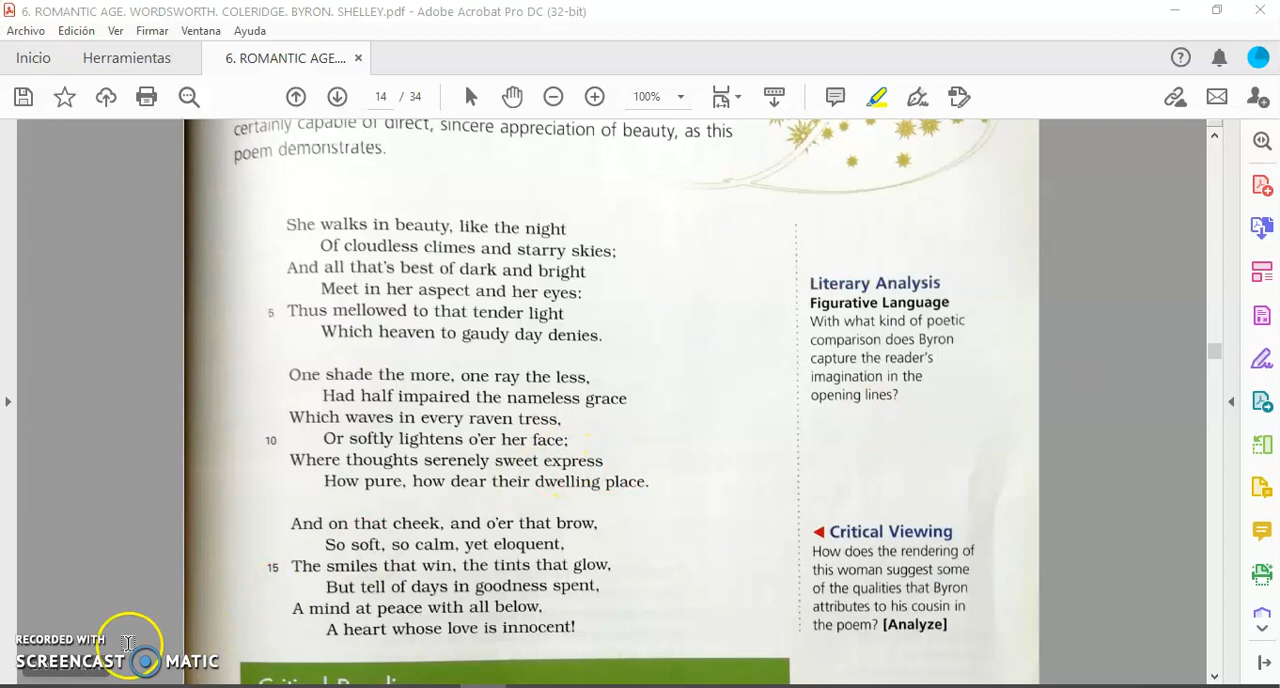 6. ROMANTIC AGE. WORDSWORTH. COLERIDGE. BYRON. SHELLEY.pdf - Adobe Acrobat Pro DC (32-bit)
Archivo Edición Ver Firmar Ventana Ayuda
Inicio Herramientas 6. ROMANTIC AGE.... ×
14 / 34 100%
certainly capable of direct, sincere appreciation of beauty, as this
poem demonstrates.
She walks in beauty, like the night
Of cloudless climes and starry skies;
And all that's best of dark and bright
Meet in her aspect and her eyes:
5 Thus mellowed to that tender light
Which heaven to gaudy day denies.
One shade the more, one ray the less,
Had half impaired the nameless grace
Which waves in every raven tress,
10 Or softly lightens o'er her face;
Where thoughts serenely sweet express
How pure, how dear their dwelling place.
And on that cheek, and o'er that brow,
So soft, so calm, yet eloquent,
15 The smiles that win, the tints that glow,
But tell of days in goodness spent,
A mind at peace with all below,
A heart whose love is innocent!
Literary Analysis
Figurative Language
With what kind of poetic
comparison does Byron
capture the reader's
imagination in the
opening lines?
Critical Viewing
How does the rendering of
this woman suggest some
of the qualities that Byron
attributes to his cousin in
the poem? [Analyze]
RECORDED WITH
SCREENCAST MATIC